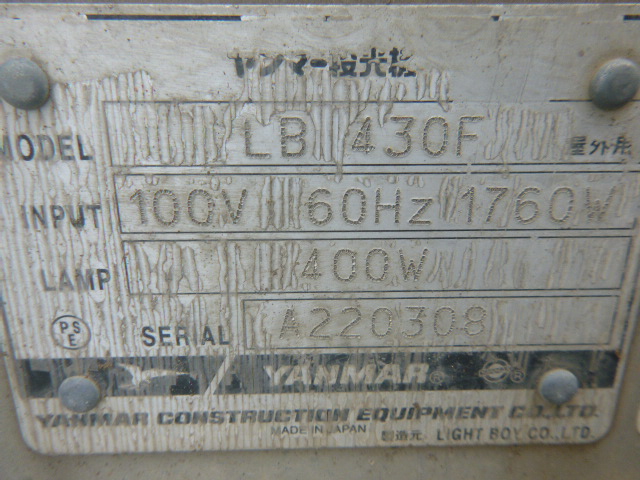 ヤンマー投光機
MODEL LB 430F 屋外用
INPUT 100V 60Hz 1760W
LAMP 400W
PSE SERIAL A220308
YANMAR ® ®
YANMAR CONSTRUCTION EQUIPMENT CO.,LTD.
MADE IN JAPAN 製造元 LIGHT BOY CO.,LTD.